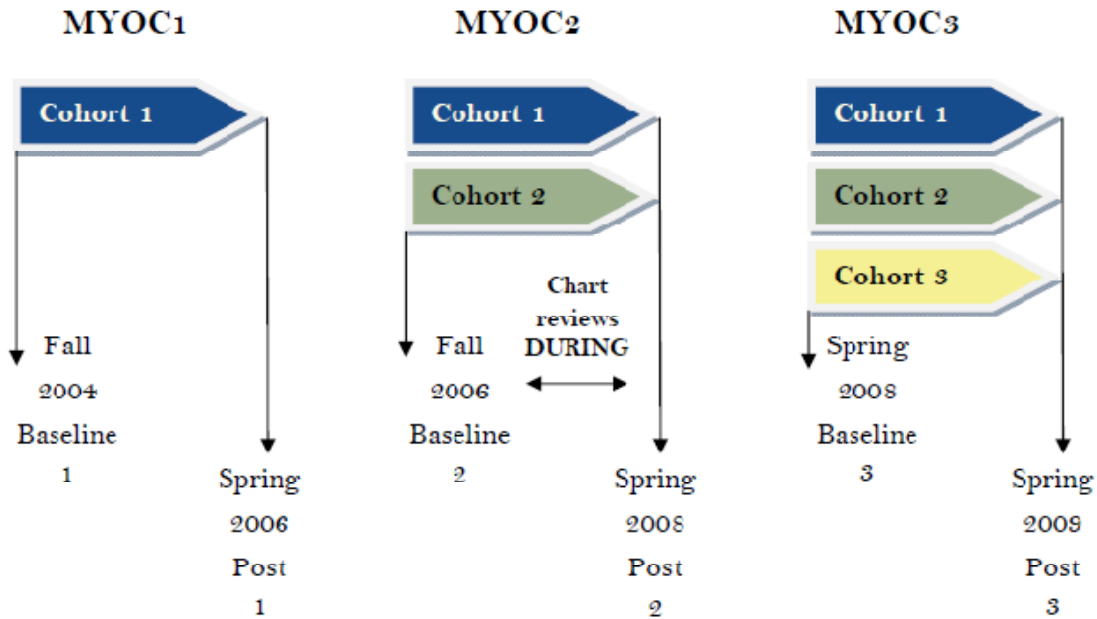 MYOC1
Cohort 1
Fall
2004
Baseline
1
Spring
2006
Post
1
MYOC2
Cohort 1
Cohort 2
Chart
reviews
DURING
Fall
2006
Baseline
2
Spring
2008
Post
2
MYOC3
Cohort 1
Cohort 2
Cohort 3
Spring
2008
Baseline
3
Spring
2009
Post
3